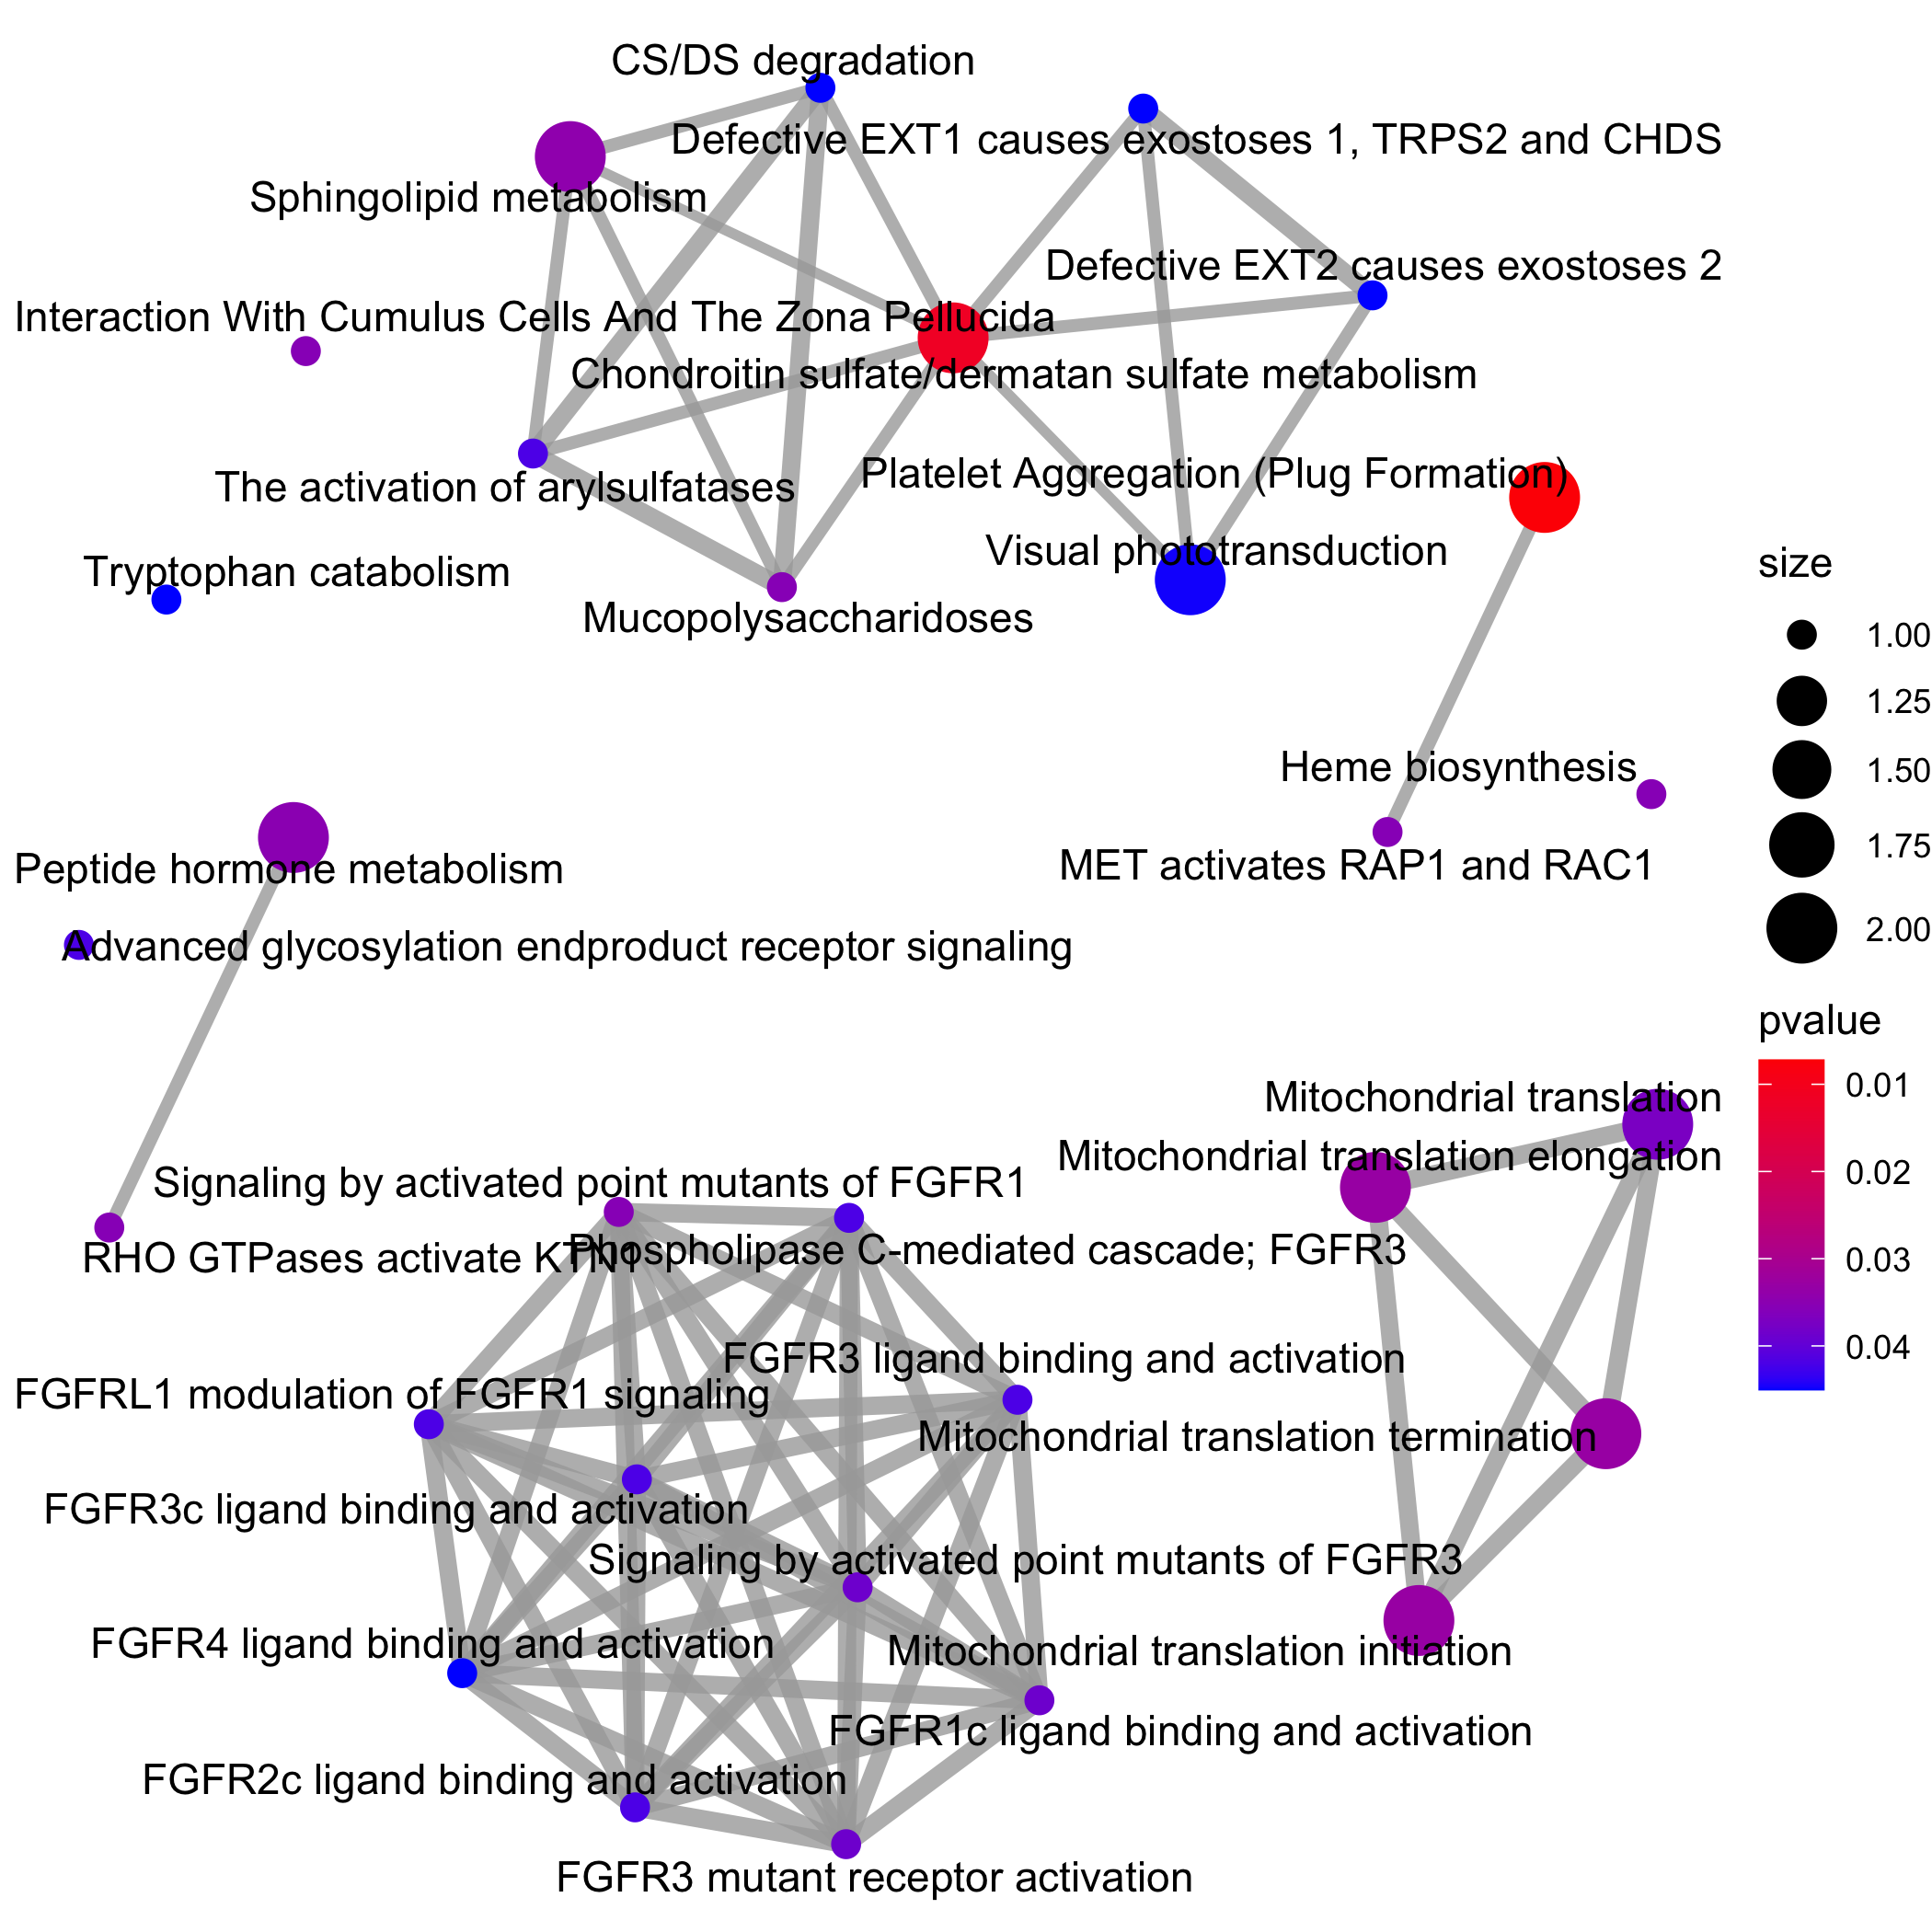 CS/DS degradation
Defective EXT1 causes exostoses 1, TRPS2 and CHDS
Sphingolipid metabolism
Defective EXT2 causes exostoses 2
Interaction With Cumulus Cells And The Zona Pellucida
Chondroitin sulfate/dermatan sulfate metabolism
Platelet Aggregation (Plug Formation)
The activation of arylsulfatases
Visual phototransduction
Tryptophan catabolism
Mucopolysaccharidoses
size
1.00
1.25
1.50
1.75
2.00
Heme biosynthesis
MET activates RAP1 and RAC1
Peptide hormone metabolism
Advanced glycosylation endproduct receptor signaling
pvalue
0.01
0.02
0.03
0.04
Mitochondrial translation
Mitochondrial translation elongation
Signaling by activated point mutants of FGFR1
Phospholipase C-mediated cascade; FGFR3
RHO GTPases activate KTN1
FGFR3 ligand binding and activation
FGFRL1 modulation of FGFR1 signaling
Mitochondrial translation termination
FGFR3c ligand binding and activation
Signaling by activated point mutants of FGFR3
FGFR4 ligand binding and activation
Mitochondrial translation initiation
FGFR1c ligand binding and activation
FGFR2c ligand binding and activation
FGFR3 mutant receptor activation